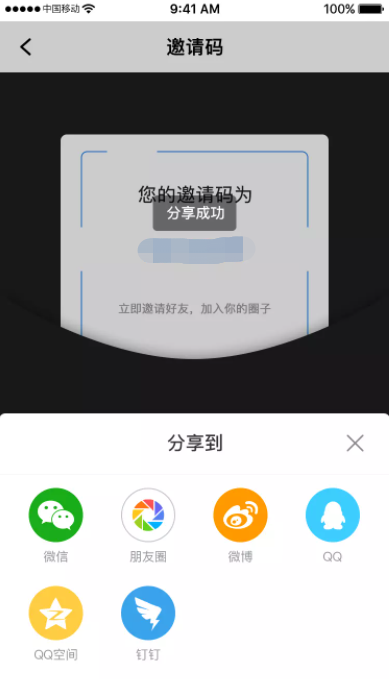 中国移动 9:41 AM 100%
邀请码
您的邀请码为
分享成功
立即邀请好友，加入你的圈子
分享到
微信 朋友圈 微博 QQ
QQ空间 钉钉